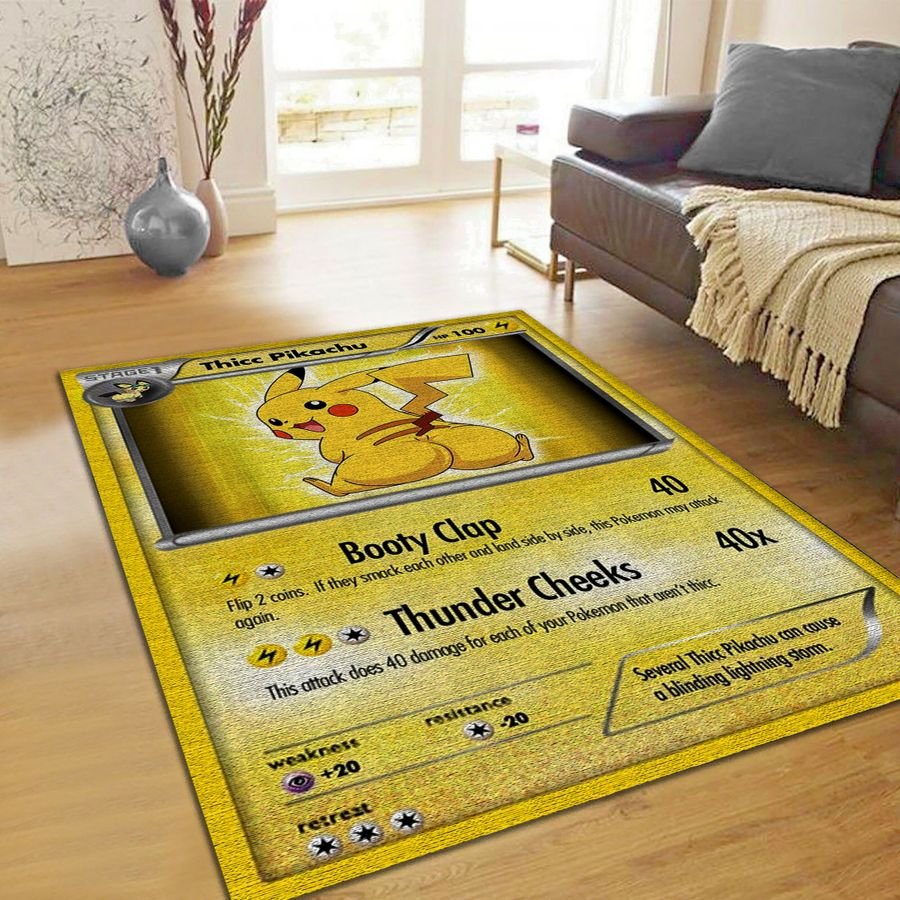 STAGE1 Thicc Pikachu HP 100
Booty Clap 40
Flip 2 coins. If they smack each other and land side by side, this Pokemon may attack
again.
Thunder Cheeks 40x
This attack does 40 damage for each of your Pokemon that aren't thicc.
Several Thicc Pikachu can cause
a blinding lightning storm.
weakness resistance
+20 -20
retreat